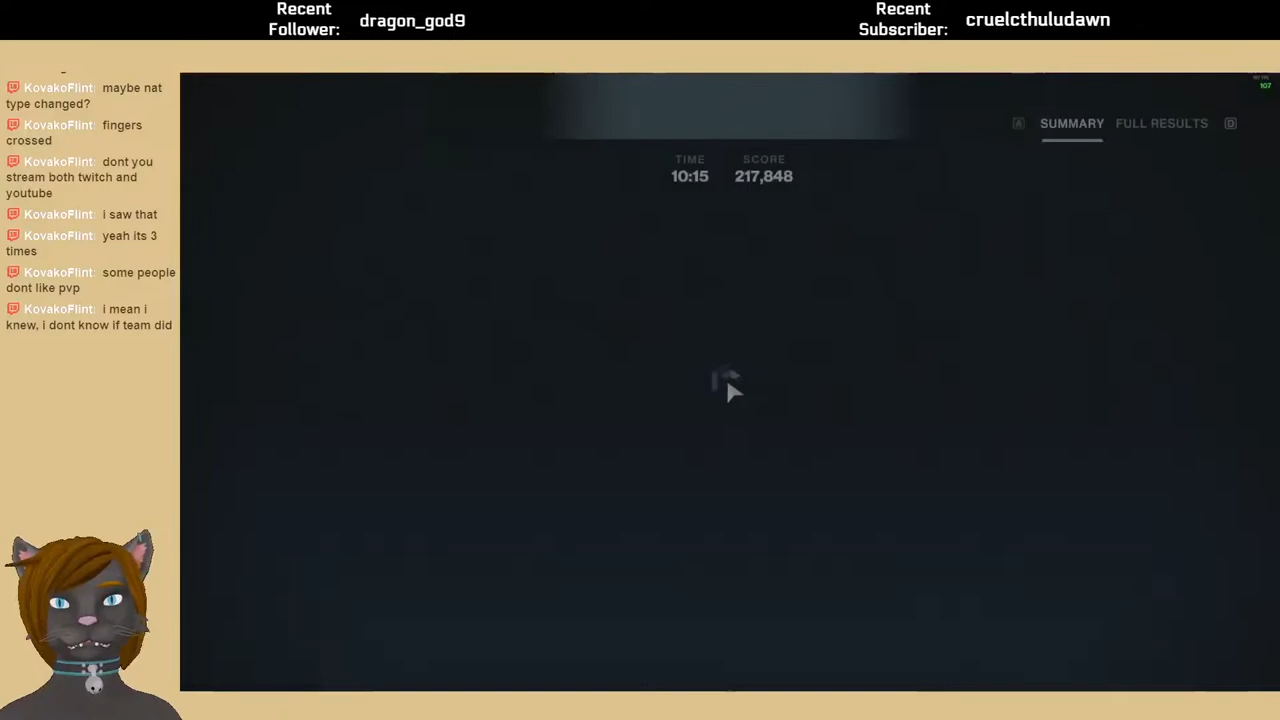 Recent
Follower:
dragon_god9
Recent
Subscriber:
cruelcthuludawn
KovakoFlint: maybe nat
type changed?
KovakoFlint: fingers
crossed
KovakoFlint: dont you
stream both twitch and
youtube
KovakoFlint: i saw that
KovakoFlint: yeah its 3
times
KovakoFlint: some people
dont like pvp
KovakoFlint: i mean i
knew, i dont know if team did
A SUMMARY FULL RESULTS D
TIME SCORE
10:15 217,848
107